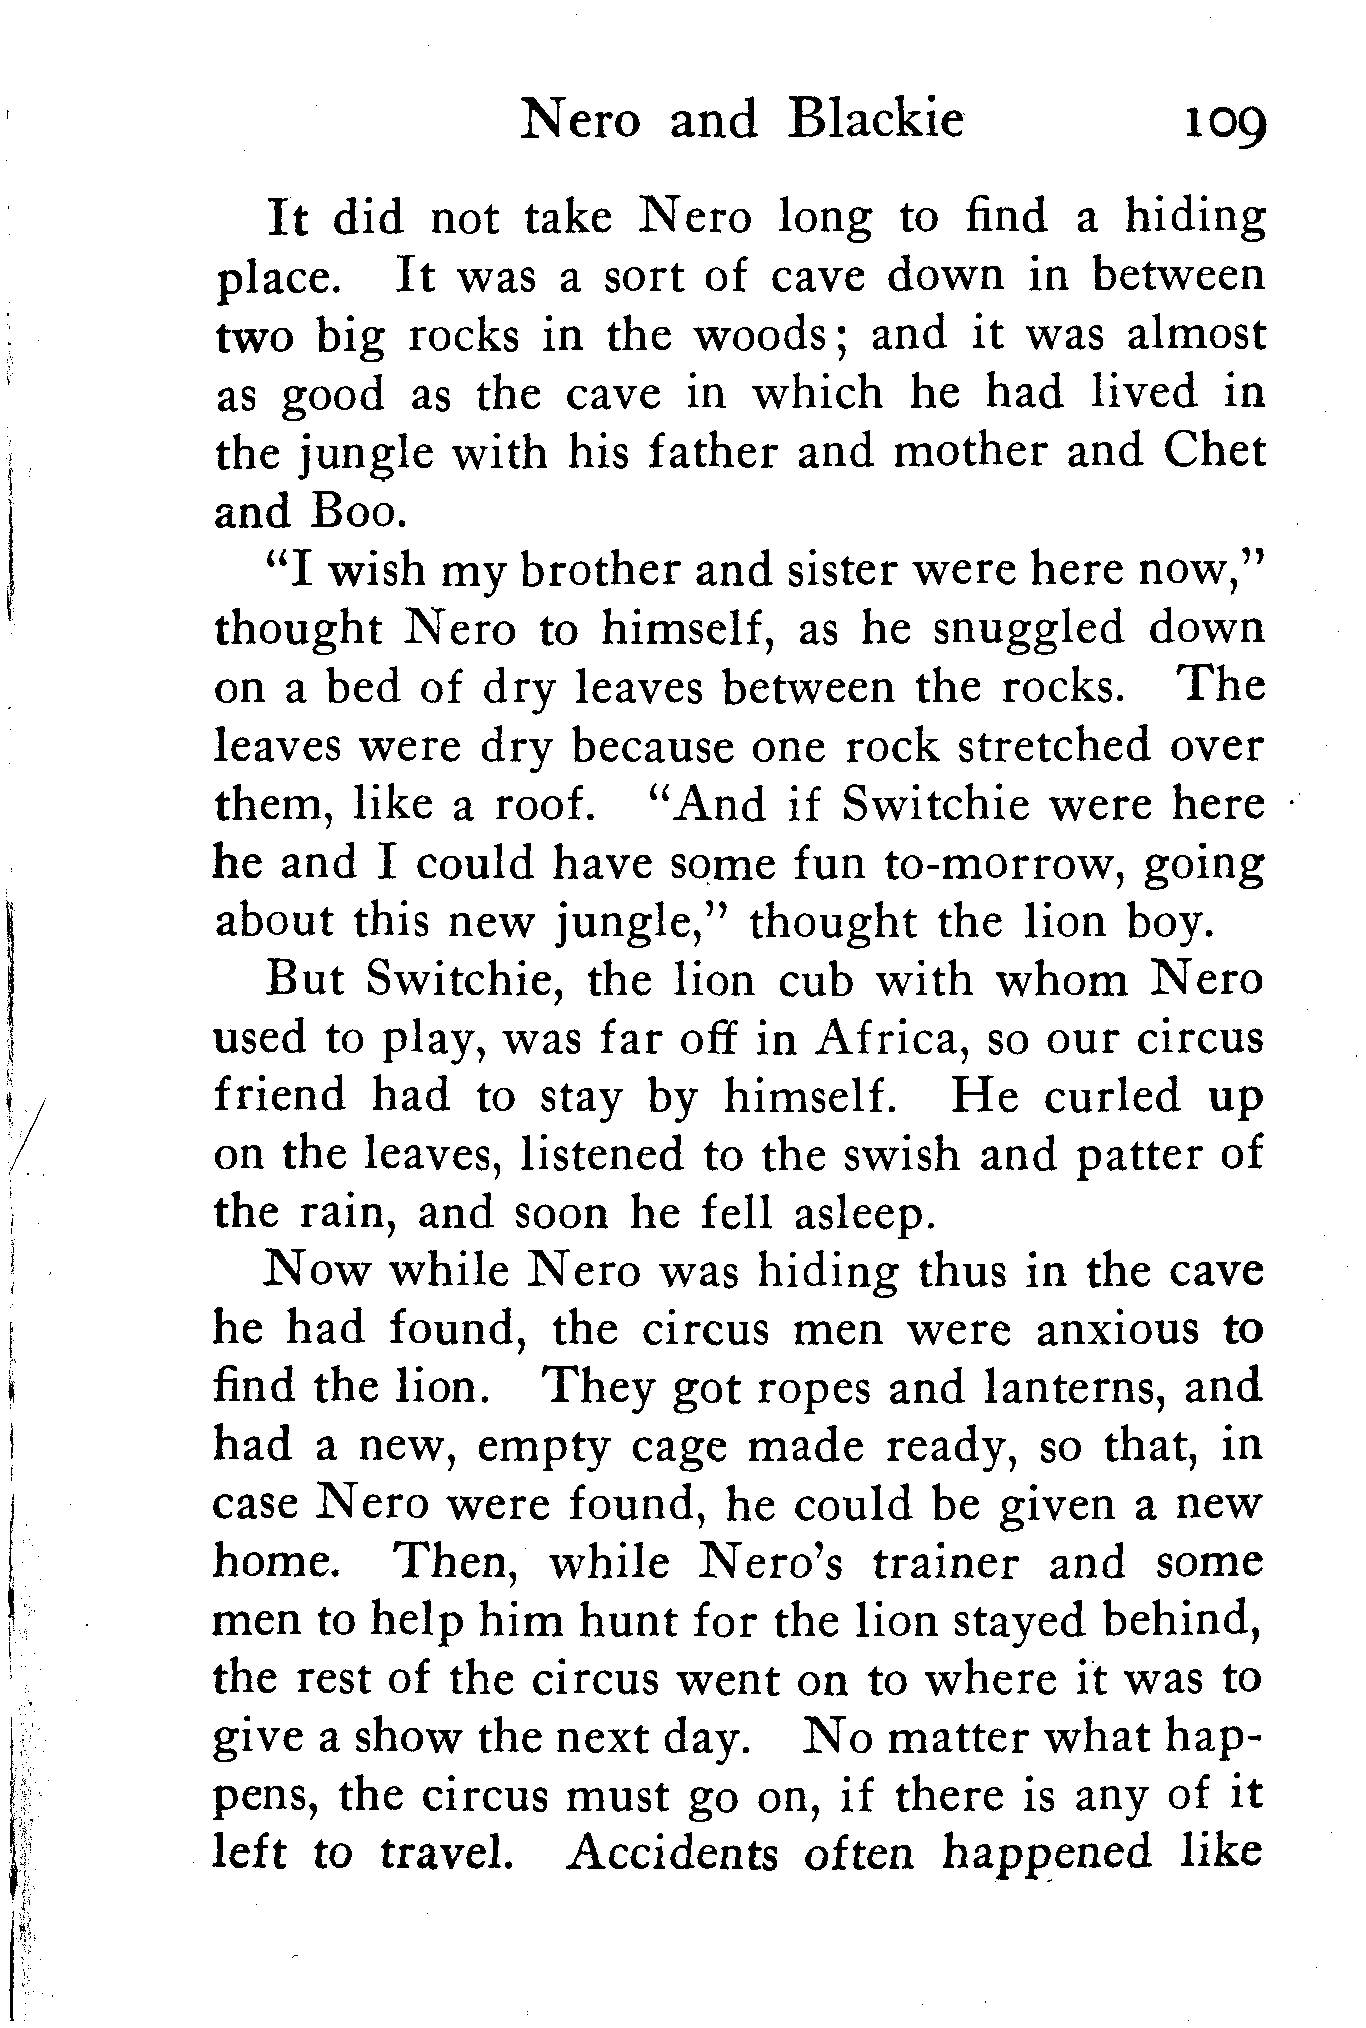 Nero and Blackie 109
It did not take Nero long to find a hiding
place. It was a sort of cave down in between
two big rocks in the woods; and it was almost
as good as the cave in which he had lived in
the jungle with his father and mother and Chet
and Boo.
"I wish my brother and sister were here now,"
thought Nero to himself, as he snuggled down
on a bed of dry leaves between the rocks. The
leaves were dry because one rock stretched over
them, like a roof. "And if Switchie were here
he and I could have some fun to-morrow, going
about this new jungle," thought the lion boy.
But Switchie, the lion cub with whom Nero
used to play, was far off in Africa, so our circus
friend had to stay by himself. He curled up
on the leaves, listened to the swish and patter of
the rain, and soon he fell asleep.
Now while Nero was hiding thus in the cave
he had found, the circus men were anxious to
find the lion. They got ropes and lanterns, and
had a new, empty cage made ready, so that, in
case Nero were found, he could be given a new
home. Then, while Nero's trainer and some
men to help him hunt for the lion stayed behind,
the rest of the circus went on to where it was to
give a show the next day. No matter what hap-
pens, the circus must go on, if there is any of it
left to travel. Accidents often happened like